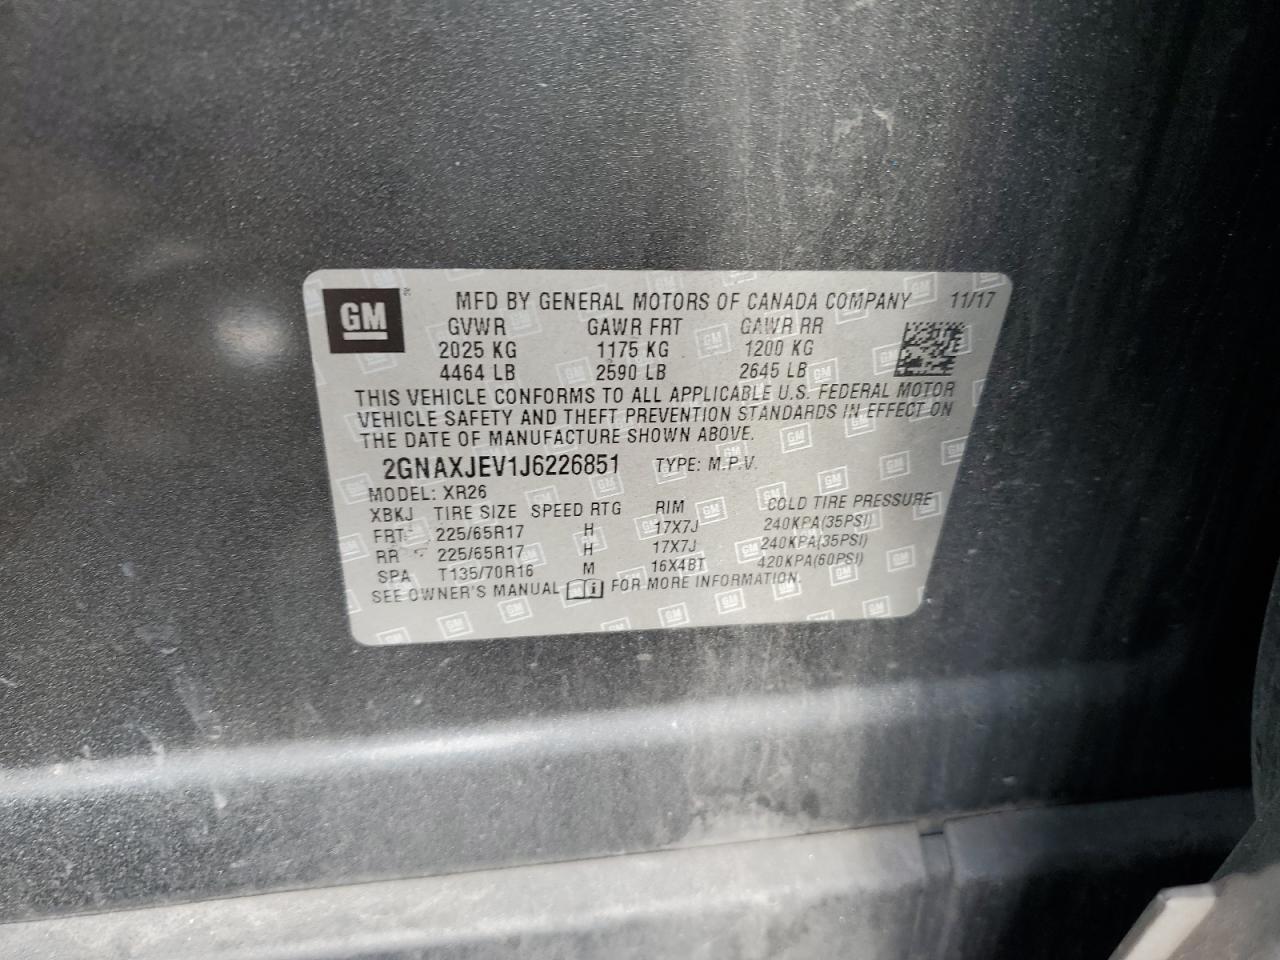 GM MFD BY GENERAL MOTORS OF CANADA COMPANY 11/17
GVWR GAWR FRT GAWR RR
2025 KG 1175 KG 1200 KG
4464 LB 2590 LB 2645 LB
THIS VEHICLE CONFORMS TO ALL APPLICABLE U.S. FEDERAL MOTOR
VEHICLE SAFETY AND THEFT PREVENTION STANDARDS IN EFFECT ON
THE DATE OF MANUFACTURE SHOWN ABOVE.
2GNAXJEV1J6226851 TYPE: M.P.V.
MODEL: XR26
XBKJ TIRE SIZE SPEED RTG RIM COLD TIRE PRESSURE
FRT 225/65R17 H 17X7J 240KPA(35PSI)
RR 225/65R17 H 17X7J 240KPA(35PSI)
SPA T135/70R16 M 16X4BT 420KPA(60PSI)
SEE OWNER'S MANUAL i FOR MORE INFORMATION.